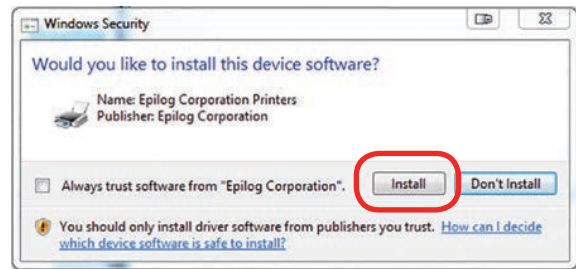 Windows Security
Would you like to install this device software?
Name: Epilog Corporation Printers
Publisher: Epilog Corporation
Always trust software from "Epilog Corporation".
Install
Don't Install
You should only install driver software from publishers you trust. How can I decide
which device software is safe to install?